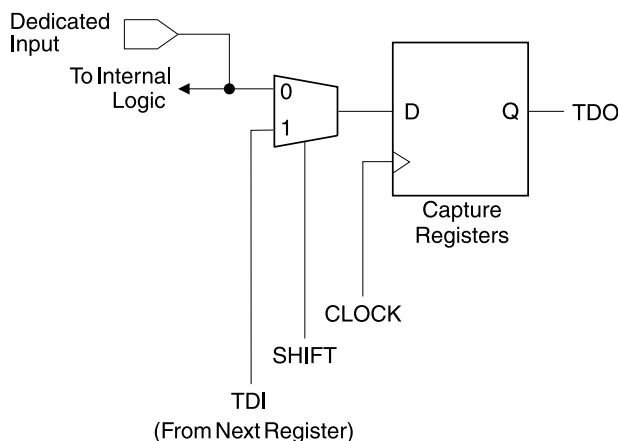 Dedicated
Input
To Internal
Logic
0
1
D
Q
TDO
Capture
Registers
CLOCK
SHIFT
TDI
(From Next Register)